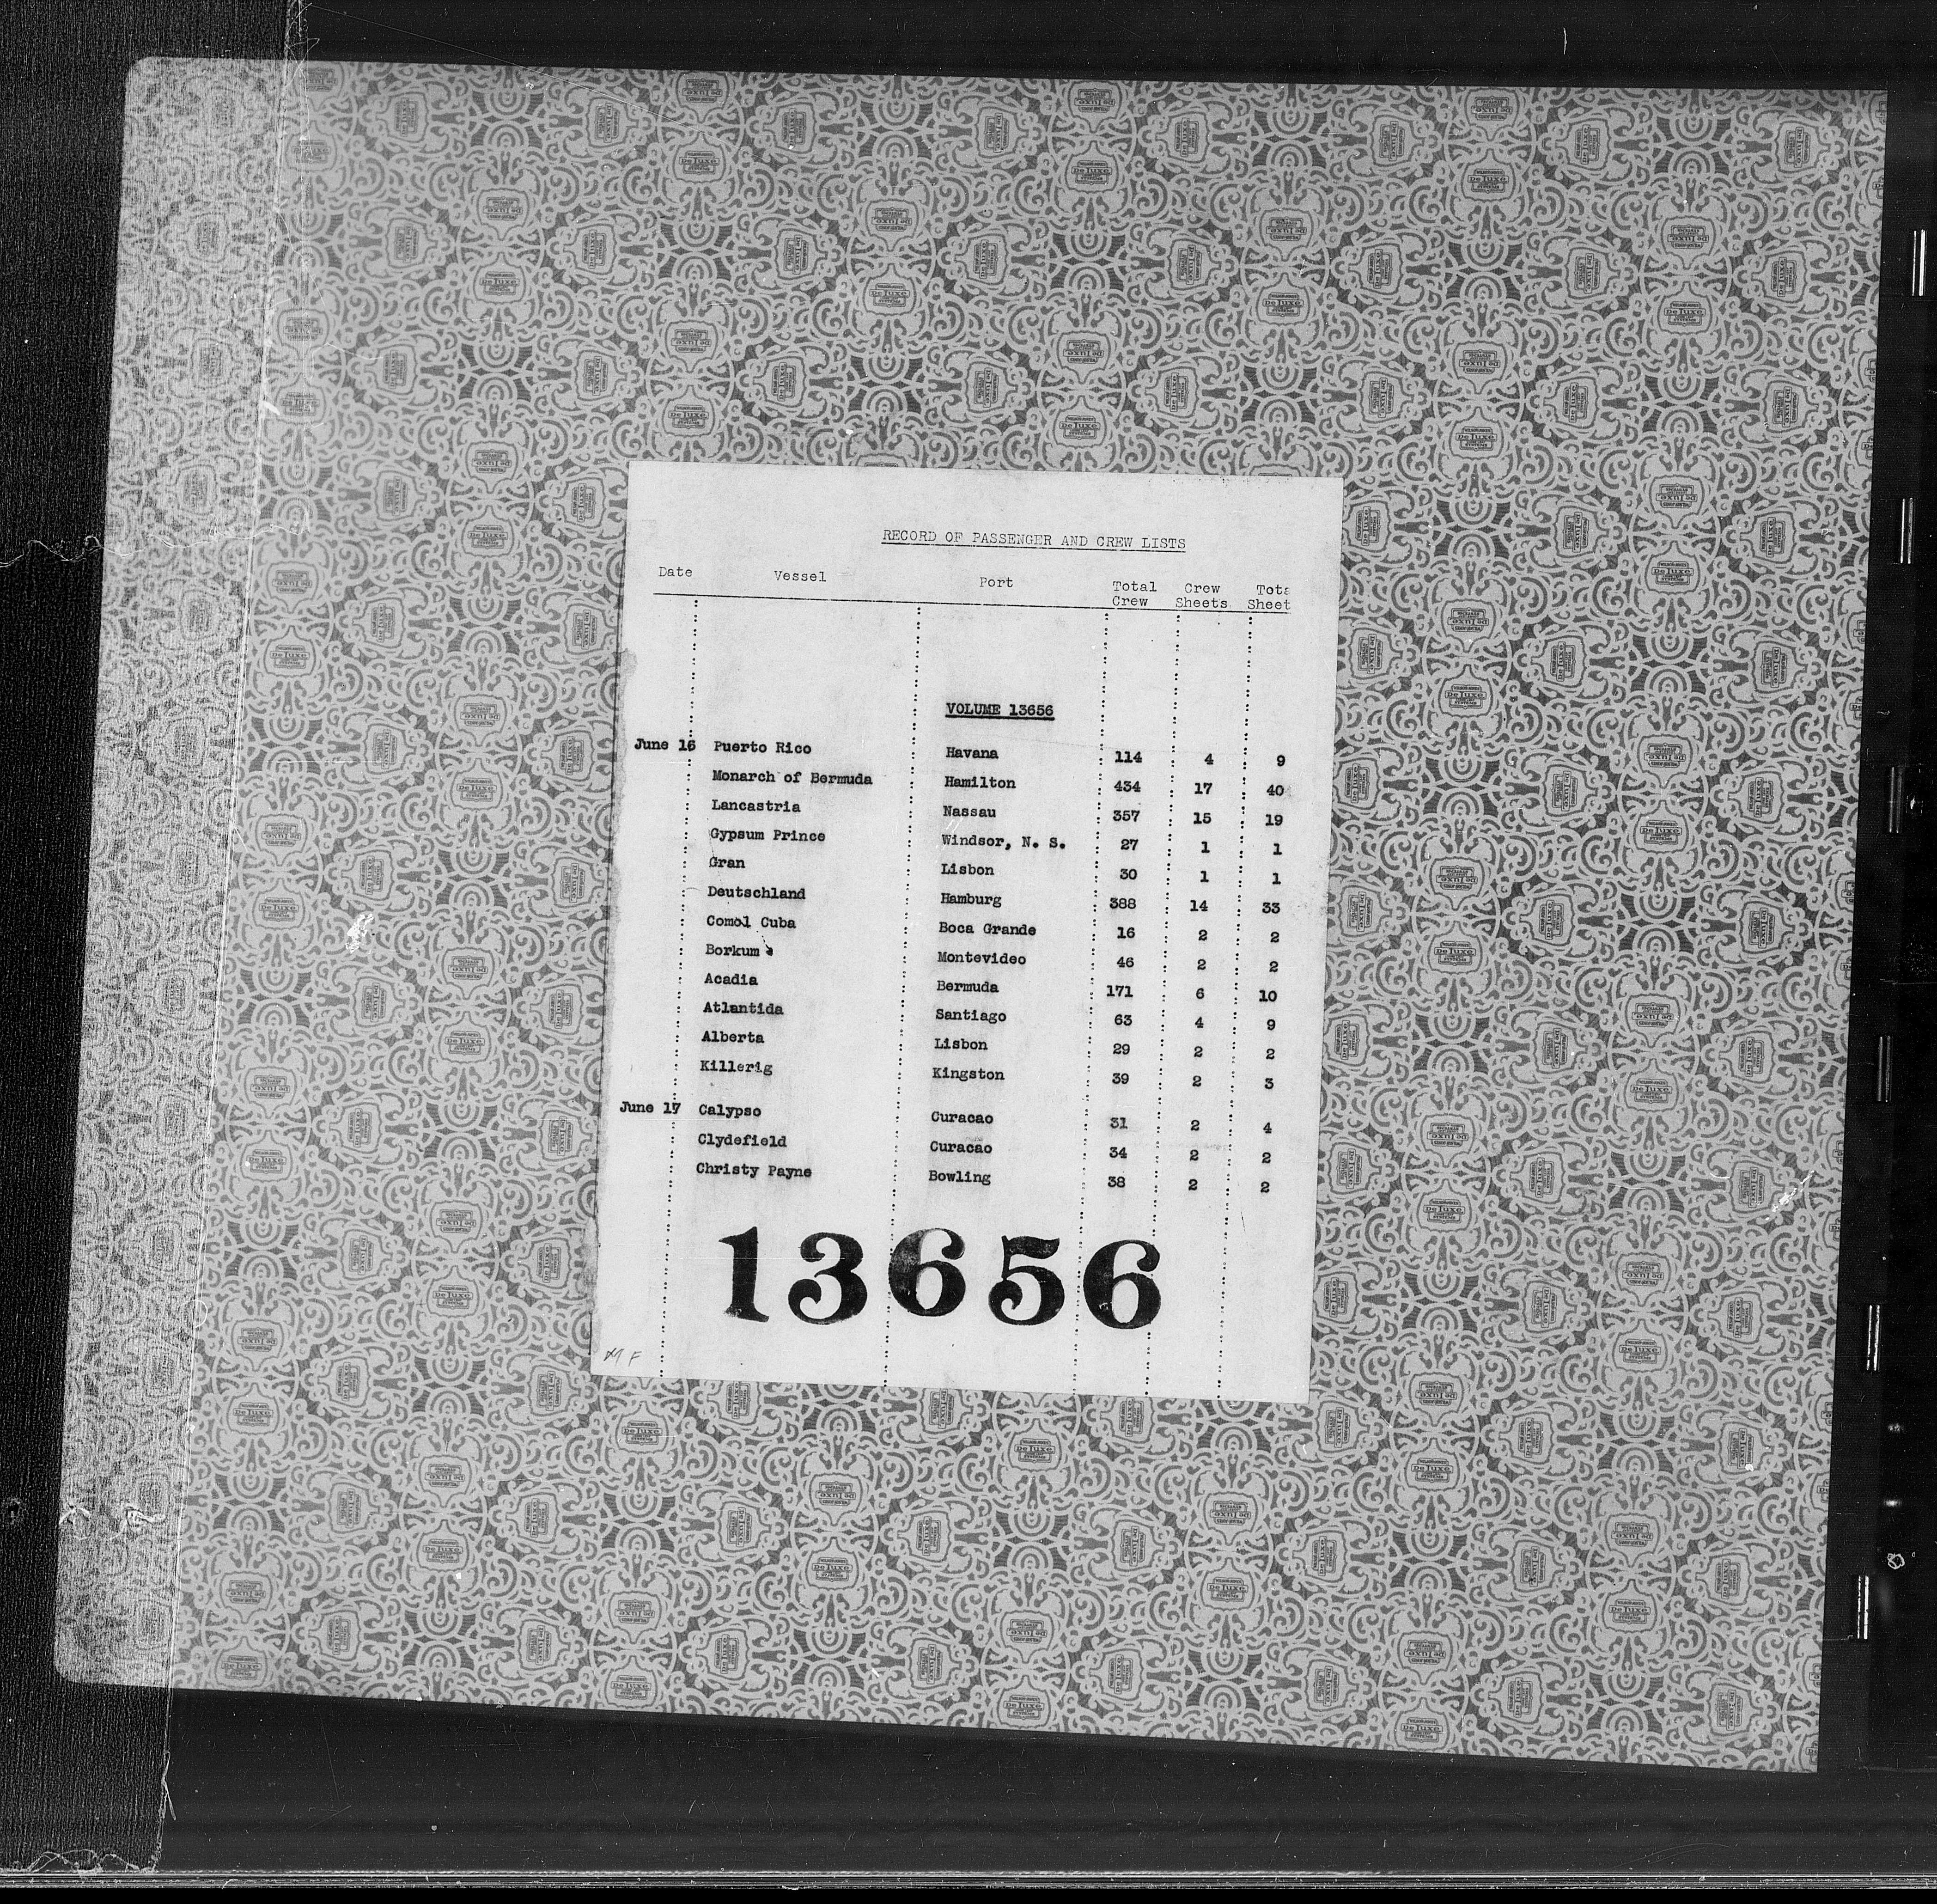 RECORD OF PASSENGER AND CREW LISTS
Date Vessel Port Total Crew Tota
Crew Sheets Sheet
VOLUME 13656
June 16 Puerto Rico Havana 114 4 9
Monarch of Bermuda Hamilton 434 17 40
Lancastria Nassau 357 15 19
Gypsum Prince Windsor, N. S. 27 1 1
Gran Lisbon 30 1 1
Deutschland Hamburg 388 14 33
Comol Cuba Boca Grande 16 2 2
Borkum Montevideo 46 2 2
Acadia Bermuda 171 6 10
Atlantida Santiago 63 4 9
Alberta Lisbon 29 2 2
Killerig Kingston 39 2 3
June 17 Calypso Curacao 31 2 4
Clydefield Curacao 34 2 2
Christy Payne Bowling 38 2 2
13656
MF